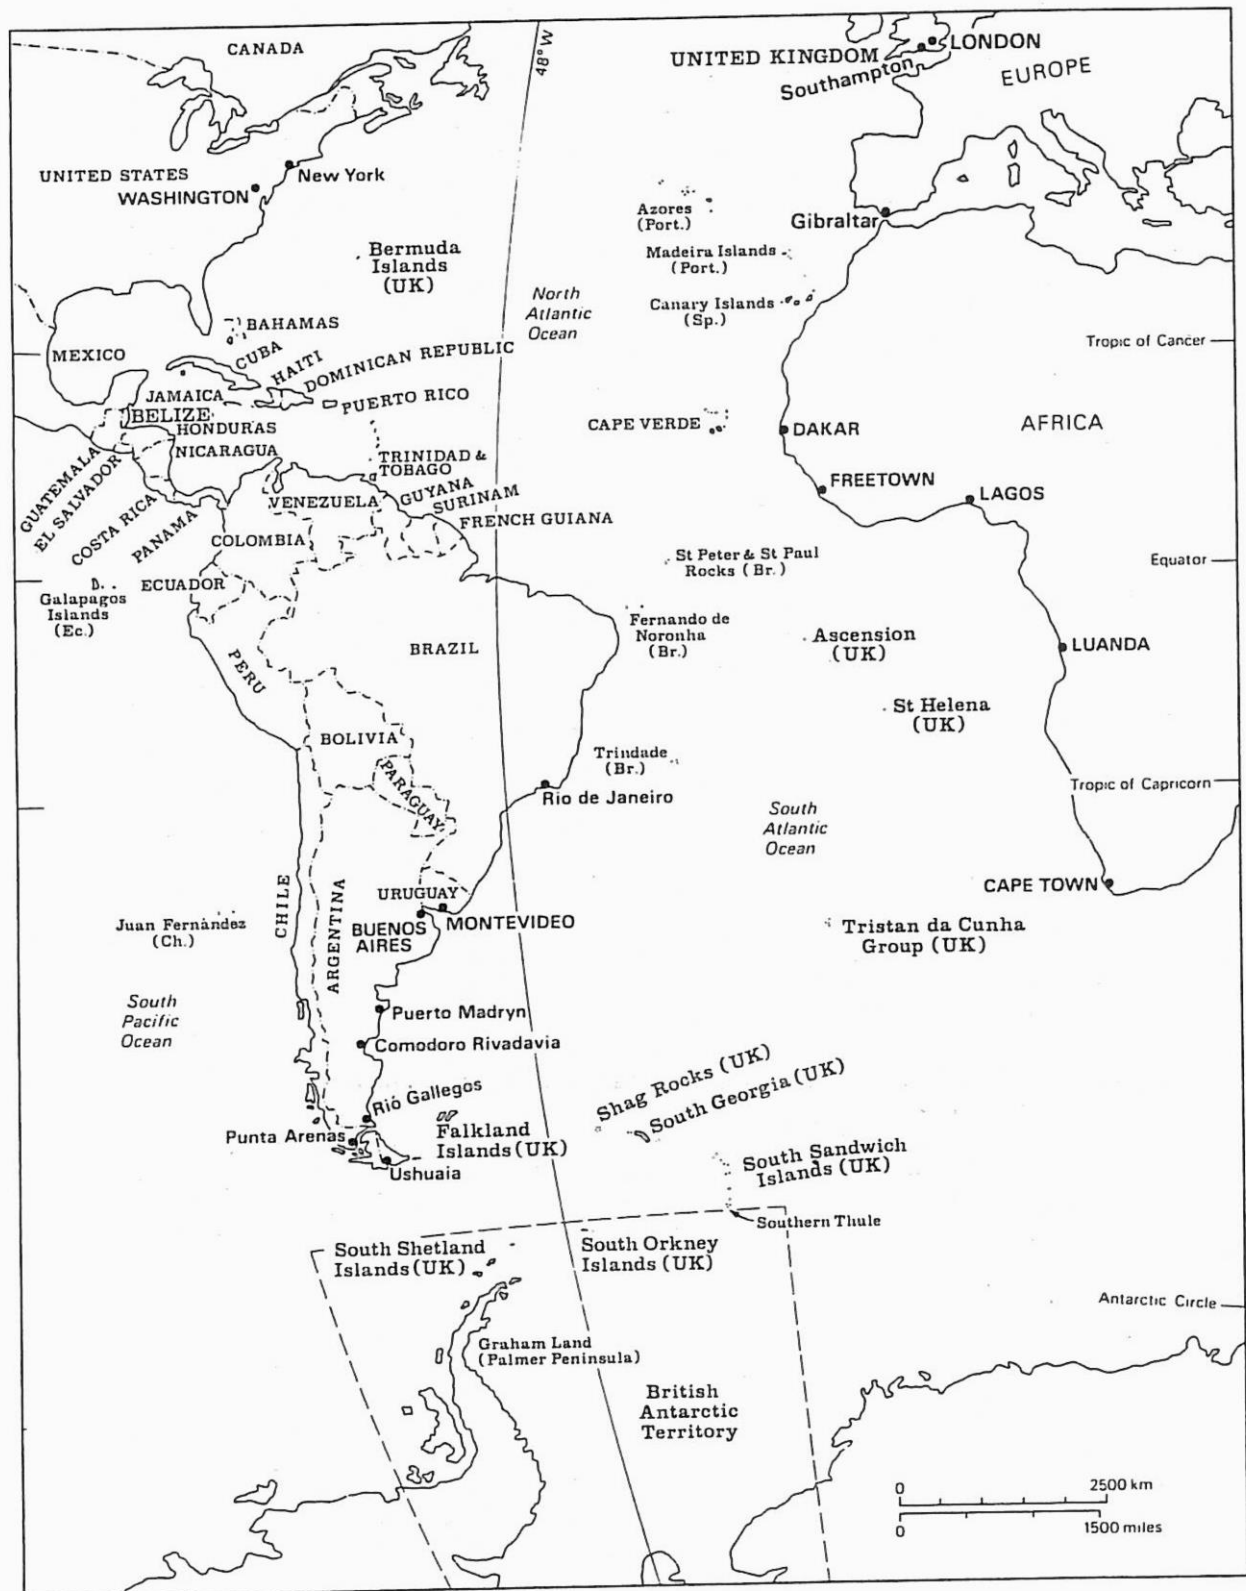 CANADA
48° W
UNITED KINGDOM
LONDON
Southampton
EUROPE
UNITED STATES
WASHINGTON
New York
Azores
(Port.)
Gibraltar
Bermuda
Islands
(UK)
Madeira Islands
(Port.)
North
Atlantic
Ocean
Canary Islands
(Sp.)
BAHAMAS
MEXICO
CUBA
HAITI
DOMINICAN REPUBLIC
Tropic of Cancer
JAMAICA
PUERTO RICO
BELIZE
HONDURAS
CAPE VERDE
DAKAR
AFRICA
NICARAGUA
TRINIDAD &
TOBAGO
GUATEMALA
EL SALVADOR
COSTA RICA
PANAMA
VENEZUELA
GUYANA
SURINAM
FRENCH GUIANA
FREETOWN
LAGOS
COLOMBIA
St Peter & St Paul
Rocks (Br.)
Equator
ECUADOR
Galapagos
Islands
(Ec.)
Fernando de
Noronha
(Br.)
Ascension
(UK)
LUANDA
BRAZIL
PERU
St Helena
(UK)
BOLIVIA
Trindade
(Br.)
PARAGUAY
Rio de Janeiro
Tropic of Capricorn
South
Atlantic
Ocean
CHILE
ARGENTINA
URUGUAY
CAPE TOWN
Juan Fernández
(Ch.)
BUENOS
AIRES
MONTEVIDEO
Tristan da Cunha
Group (UK)
South
Pacific
Ocean
Puerto Madryn
Comodoro Rivadavia
Rió Gallegos
Shag Rocks (UK)
South Georgia (UK)
Punta Arenas
Falkland
Islands (UK)
Ushuaia
South Sandwich
Islands (UK)
Southern Thule
South Shetland
Islands (UK)
South Orkney
Islands (UK)
Antarctic Circle
Graham Land
(Palmer Peninsula)
British
Antarctic
Territory
0 2500 km
0 1500 miles